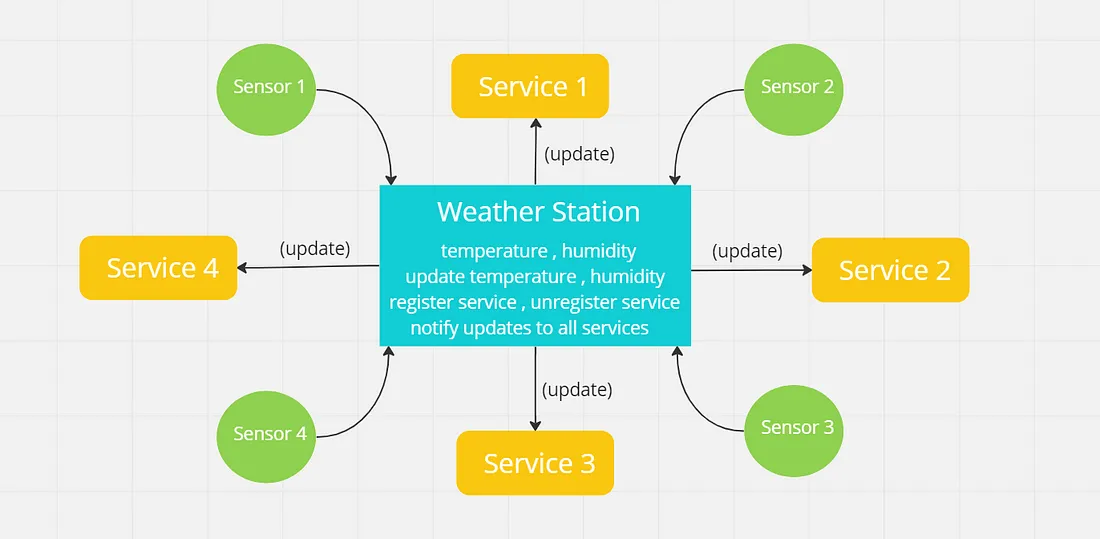 Sensor 1
Service 1
Sensor 2
(update)
Weather Station
temperature , humidity
update temperature , humidity
register service , unregister service
notify updates to all services
(update)
Service 4
(update)
Service 2
(update)
Sensor 4
Service 3
Sensor 3